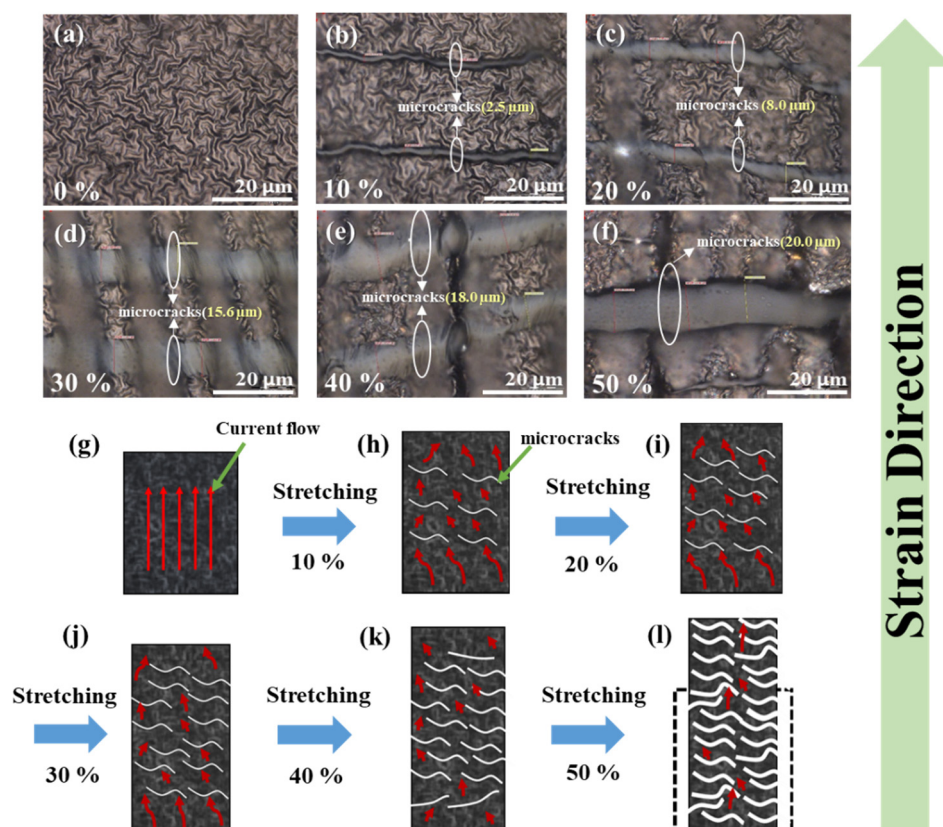 (a)
0 %
20 μm
(b)
microcracks(2.5 μm)
10 %
20 μm
(c)
microcracks (8.0 μm)
20 %
20 μm
(d)
microcracks(15.6 μm)
30 %
20 μm
(e)
microcracks(18.0 μm)
40 %
20 μm
(f)
microcracks(20.0 μm)
50 %
20 μm
(g)
Current flow
Stretching
10 %
(h)
microcracks
Stretching
20 %
(i)
Stretching
30 %
(j)
Stretching
40 %
(k)
Stretching
50 %
(l)
Strain Direction